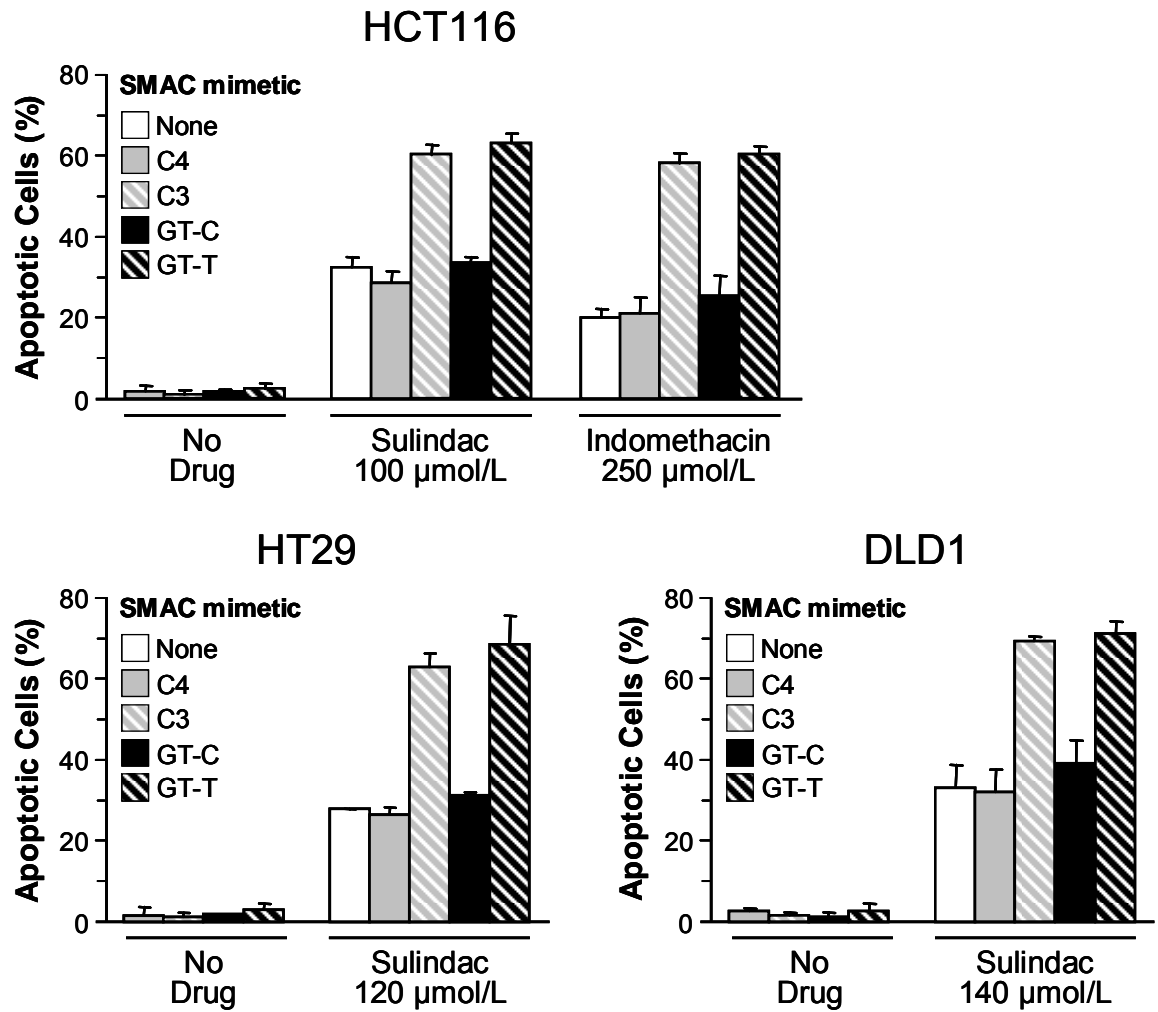 HCT116
Apoptotic Cells (%)
80
60
40
20
0
SMAC mimetic
None
C4
C3
GT-C
GT-T
No
Drug
Sulindac
100 µmol/L
Indomethacin
250 µmol/L
HT29
Apoptotic Cells (%)
80
60
40
20
0
SMAC mimetic
None
C4
C3
GT-C
GT-T
No
Drug
Sulindac
120 µmol/L
DLD1
Apoptotic Cells (%)
80
60
40
20
0
SMAC mimetic
None
C4
C3
GT-C
GT-T
No
Drug
Sulindac
140 µmol/L